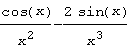 cos(x)/x^2 - 2 sin(x)/x^3